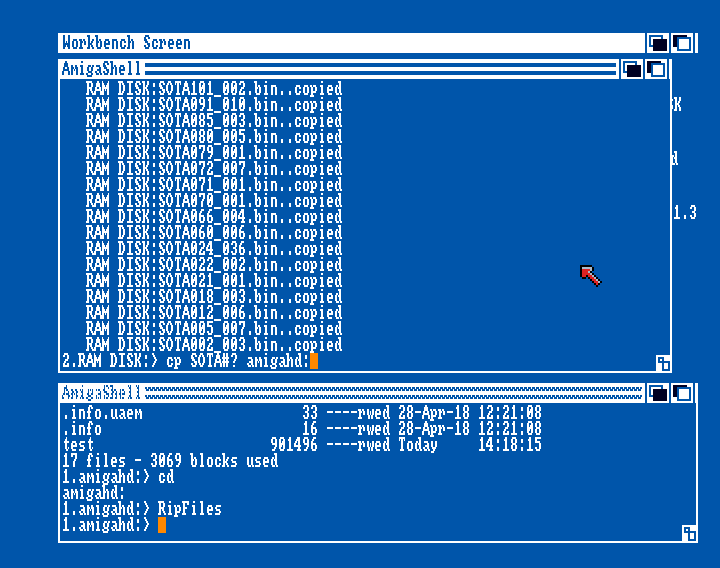 Workbench Screen
AmigaShell
RAM DISK:SOTA101_002.bin..copied
RAM DISK:SOTA091_010.bin..copied
RAM DISK:SOTA085_003.bin..copied
RAM DISK:SOTA080_005.bin..copied
RAM DISK:SOTA079_001.bin..copied
RAM DISK:SOTA072_007.bin..copied
RAM DISK:SOTA071_001.bin..copied
RAM DISK:SOTA070_001.bin..copied
RAM DISK:SOTA066_004.bin..copied
RAM DISK:SOTA060_006.bin..copied
RAM DISK:SOTA024_036.bin..copied
RAM DISK:SOTA022_002.bin..copied
RAM DISK:SOTA021_001.bin..copied
RAM DISK:SOTA018_003.bin..copied
RAM DISK:SOTA012_006.bin..copied
RAM DISK:SOTA005_007.bin..copied
RAM DISK:SOTA002_003.bin..copied
2.RAM DISK:> cp SOTA#? amigahd:
K
d
1.3
AmigaShell
.info.uaem 33 ----rwed 28-Apr-18 12:21:08
.info 16 ----rwed 28-Apr-18 12:21:08
test 901496 ----rwed Today 14:18:15
17 files - 3069 blocks used
1.amigahd:> cd
amigahd:
1.amigahd:> RipFiles
1.amigahd:>